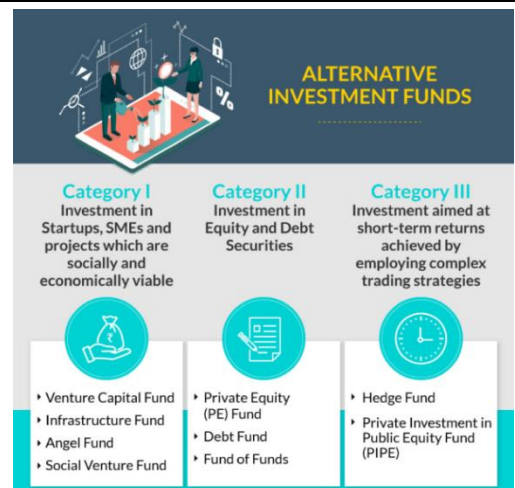 ALTERNATIVE
INVESTMENT FUNDS
%
Category I
Investment in
Startups, SMEs and
projects which are
socially and
economically viable
₹
‣ Venture Capital Fund
‣ Infrastructure Fund
‣ Angel Fund
‣ Social Venture Fund
Category II
Investment in
Equity and Debt
Securities
‣ Private Equity
(PE) Fund
‣ Debt Fund
‣ Fund of Funds
Category III
Investment aimed at
short-term returns
achieved by
employing complex
trading strategies
‣ Hedge Fund
‣ Private Investment in
Public Equity Fund
(PIPE)